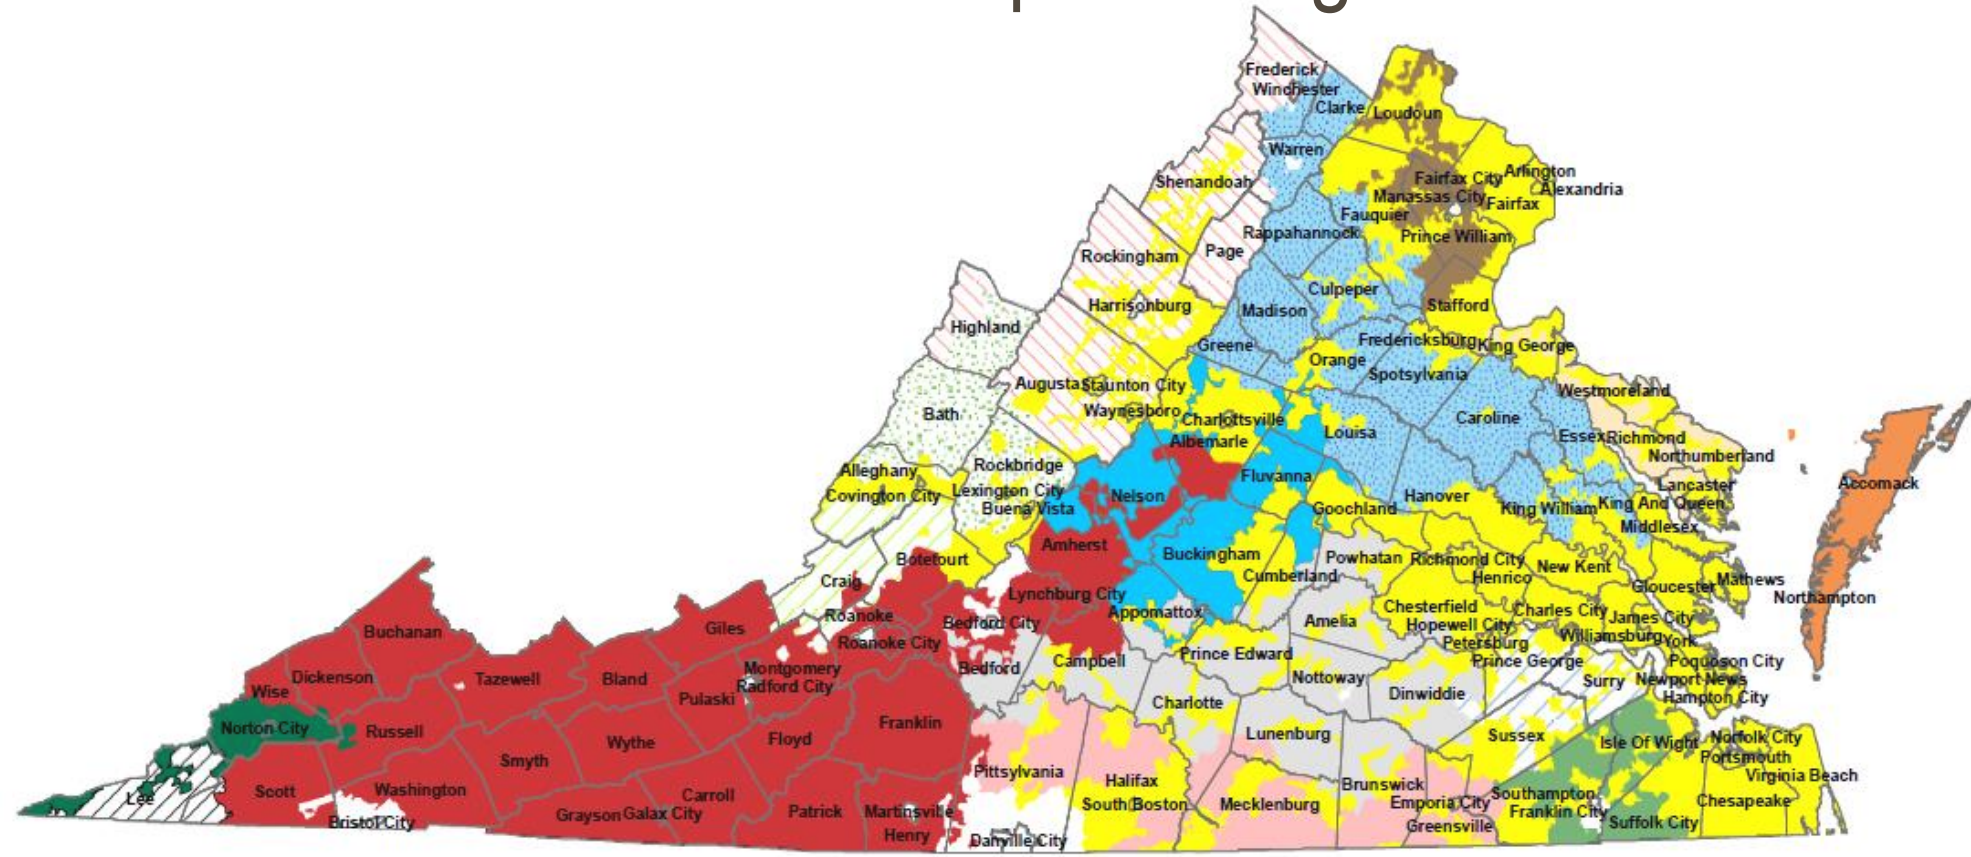 Frederick
Winchester
Clarke
Loudoun
Warren
Shenandoah
Fairfax City
Arlington
Alexandria
Manassas City
Fairfax
Fauquier
Rappahannock
Prince William
Page
Rockingham
Culpeper
Stafford
Harrisonburg
Madison
Highland
Greene
Fredericksburg
King George
Orange
Spotsylvania
Augusta
Staunton City
Westmoreland
Bath
Waynesboro
Charlottsville
Caroline
Louisa
Albemarle
Essex
Richmond
Northumberland
Alleghany
Rockbridge
Fluvanna
Accomack
Covington City
Lexington City
Nelson
Hanover
Lancaster
Buena Vista
Goochland
King William
King And Queen
Middlesex
Amherst
Buckingham
Botetourt
Powhatan
Richmond City
New Kent
Cumberland
Henrico
Craig
Gloucester
Mathews
Lynchburg City
Northampton
Roanoke
Appomattox
Chesterfield
Charles City
James City
Bedford City
Amelia
Hopewell City
Buchanan
Giles
Roanoke City
Petersburg
Williamsburg
York
Prince Edward
Prince George
Poquoson City
Bedford
Campbell
Montgomery
Dickenson
Tazewell
Bland
Radford City
Nottoway
Surry
Newport News
Wise
Pulaski
Charlotte
Dinwiddie
Hampton City
Norton City
Russell
Franklin
Lunenburg
Sussex
Isle Of Wight
Norfolk City
Wythe
Floyd
Portsmouth
Smyth
Pittsylvania
Halifax
Virginia Beach
Brunswick
Scott
Washington
Carroll
Southampton
Lee
South Boston
Mecklenburg
Emporia City
Chesapeake
Grayson
Galax City
Patrick
Martinsville
Franklin City
Bristol City
Henry
Danville City
Greensville
Suffolk City